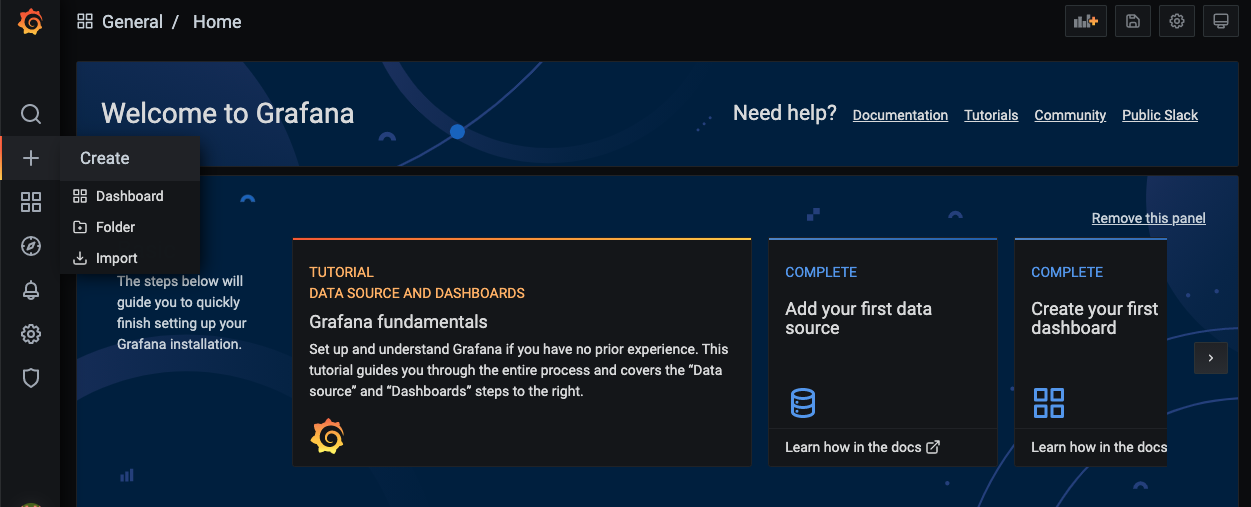 General / Home
Welcome to Grafana
Need help?
Documentation
Tutorials
Community
Public Slack
Create
Dashboard
Folder
Import
The steps below will
guide you to quickly
finish setting up your
Grafana installation.
Remove this panel
TUTORIAL
DATA SOURCE AND DASHBOARDS
Grafana fundamentals
Set up and understand Grafana if you have no prior experience. This
tutorial guides you through the entire process and covers the “Data
source” and “Dashboards” steps to the right.
COMPLETE
Add your first data
source
Learn how in the docs
COMPLETE
Create your first
dashboard
Learn how in the docs